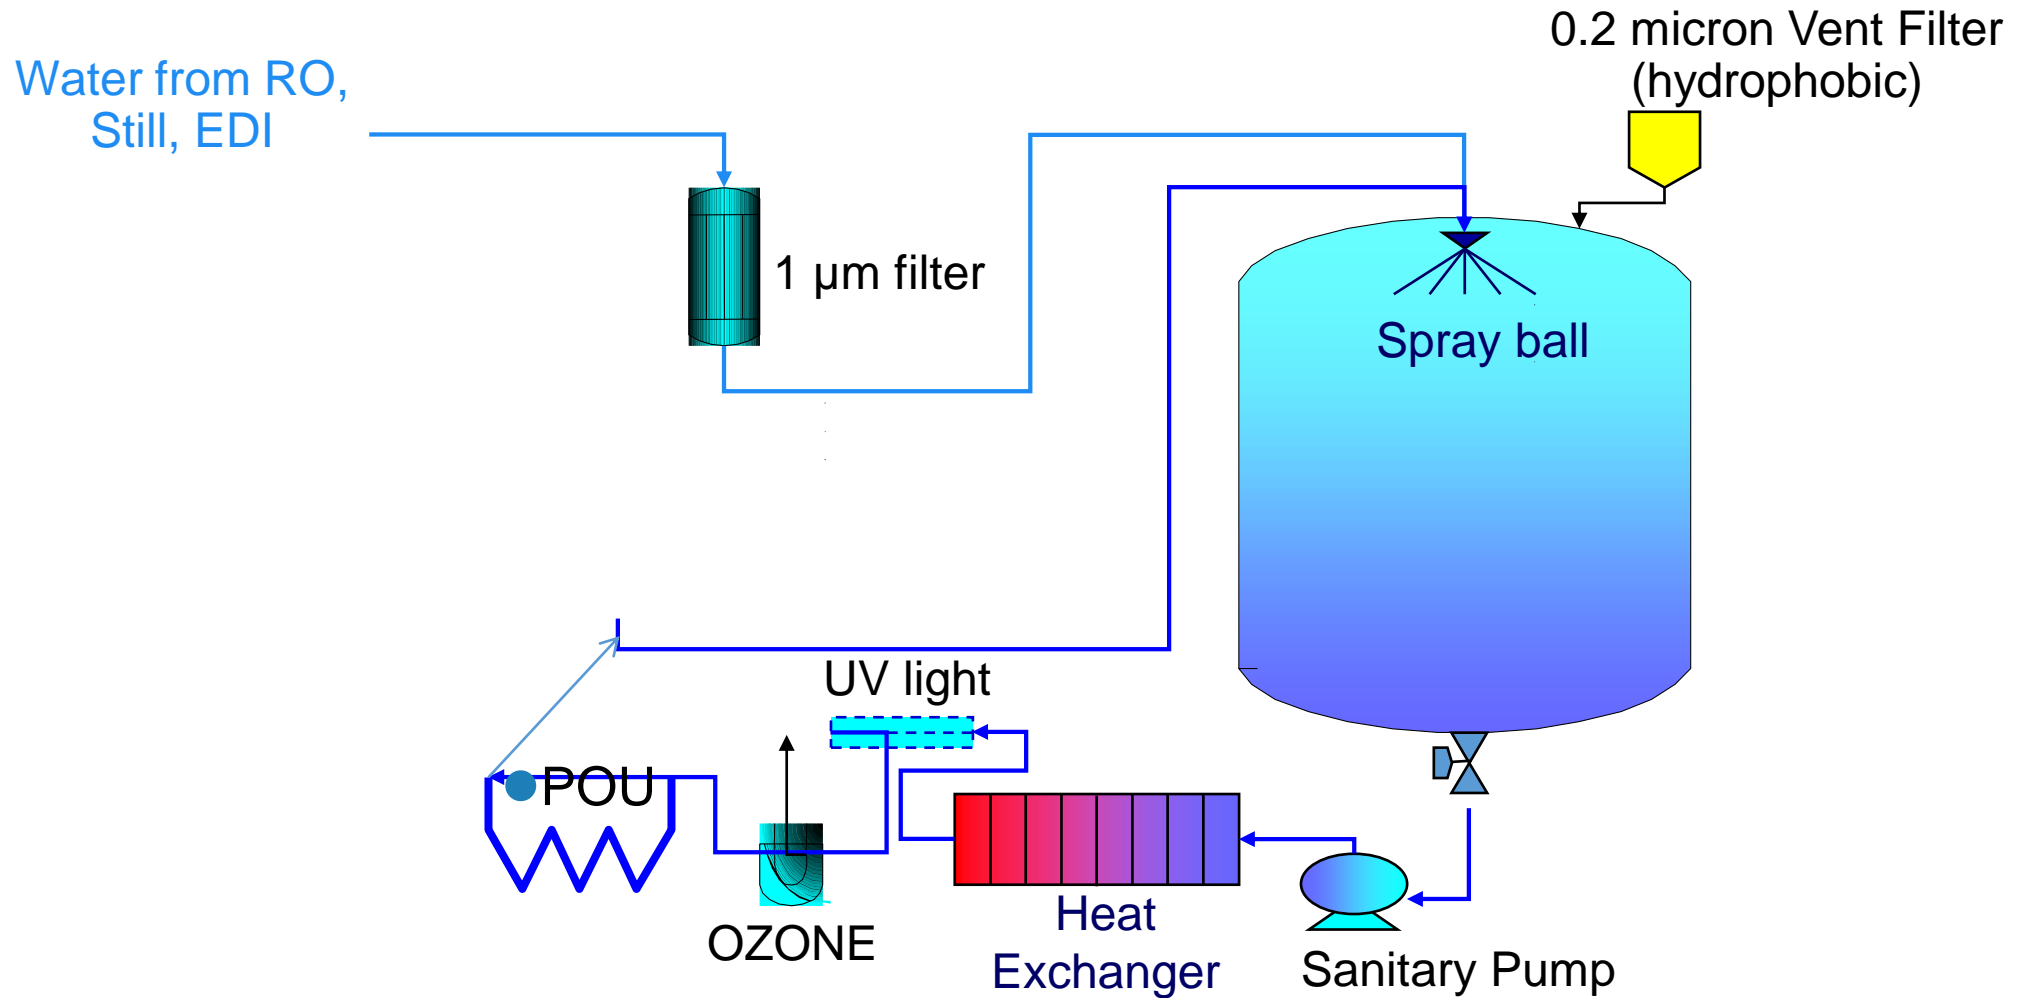 0.2 micron Vent Filter
(hydrophobic)
Water from RO,
Still, EDI
1 µm filter
Spray ball
UV light
POU
OZONE
Heat
Exchanger
Sanitary Pump